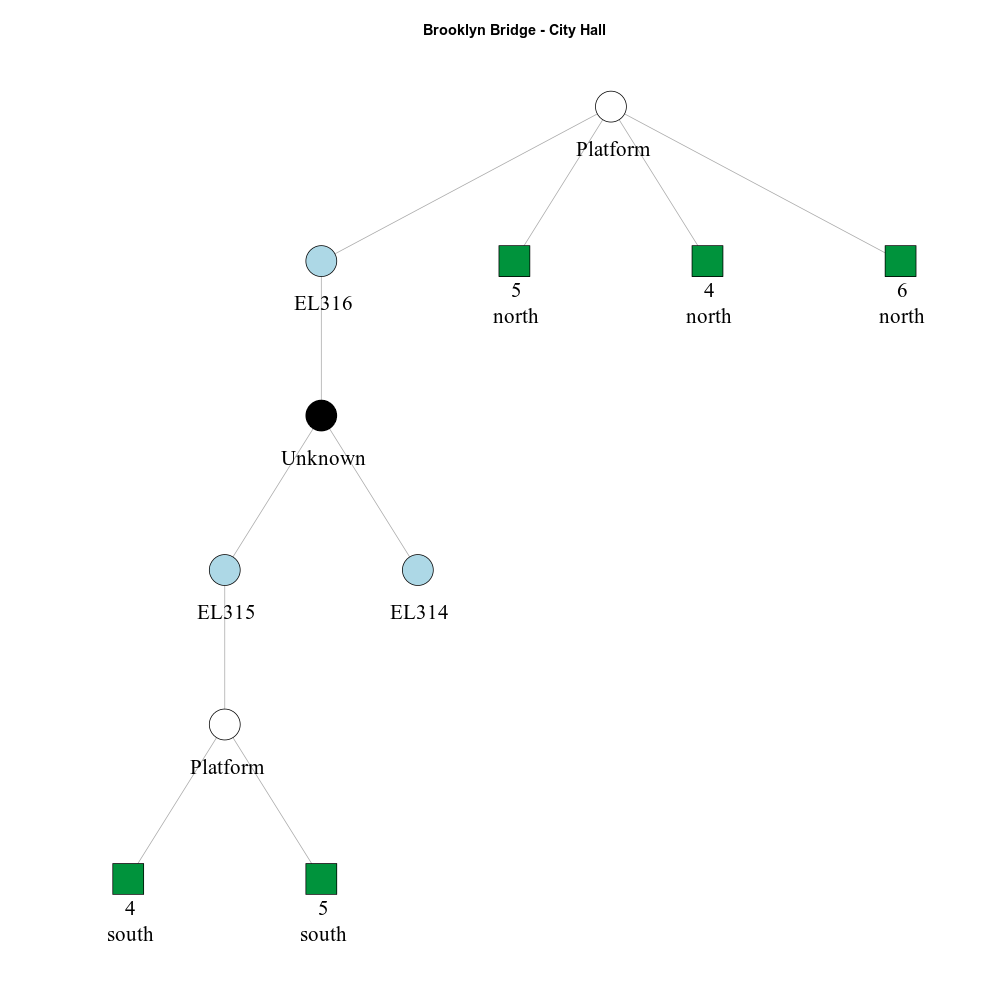 Brooklyn Bridge - City Hall
Platform
EL316
5
north
4
north
6
north
Unknown
EL315
EL314
Platform
4
south
5
south